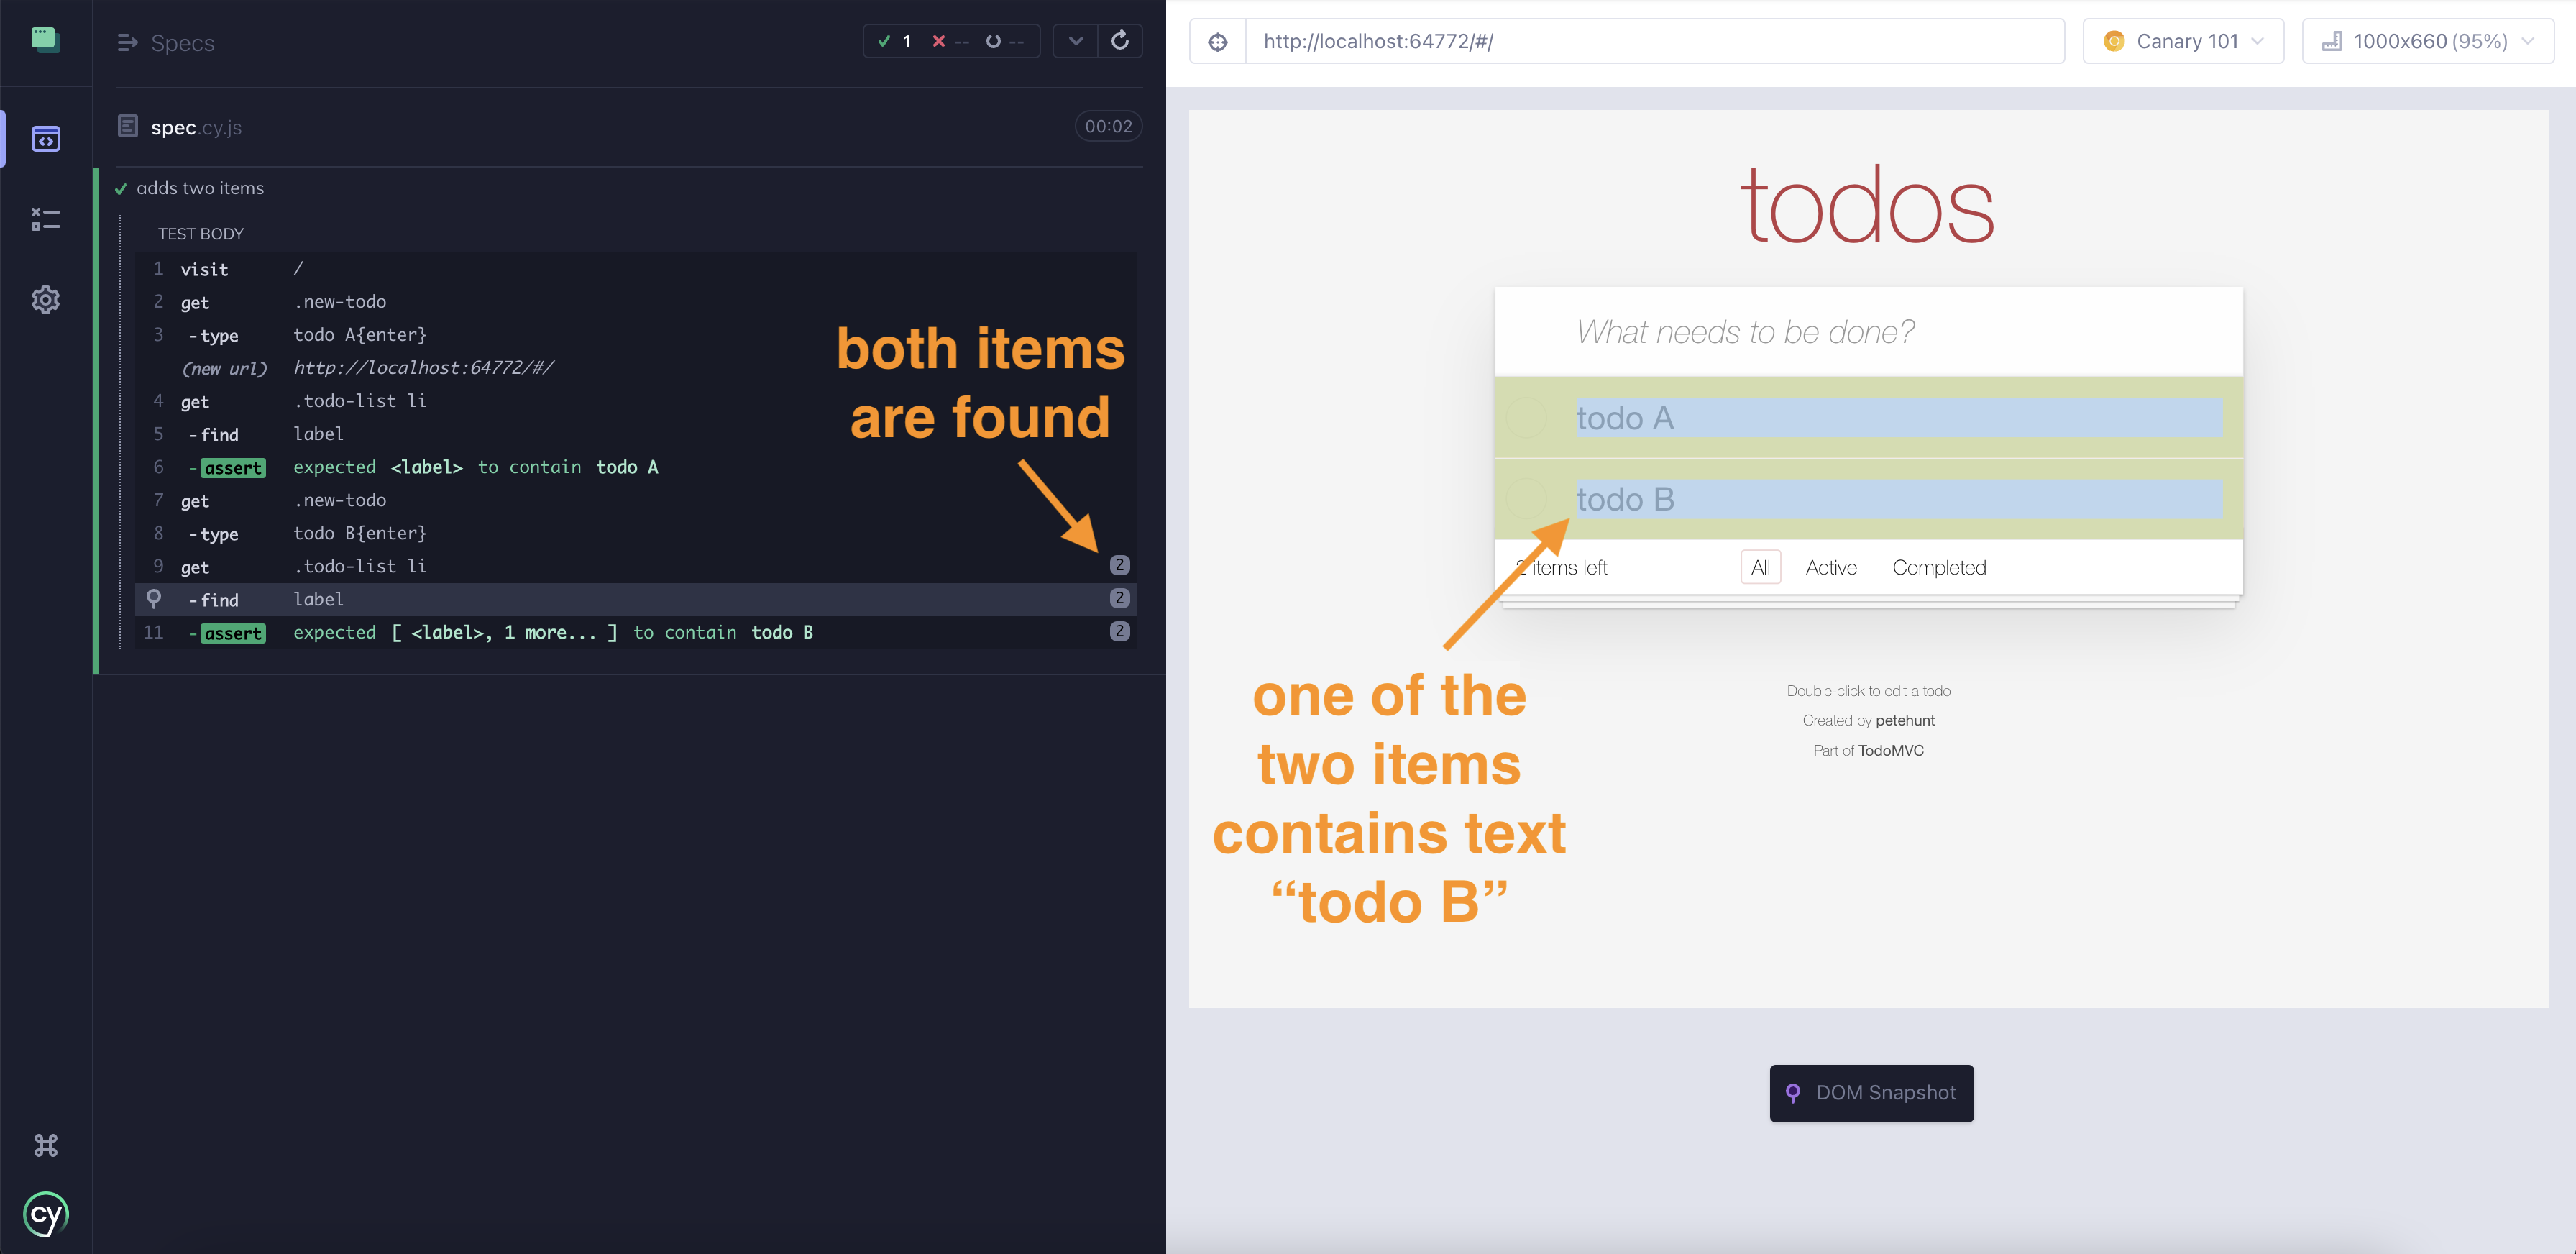 Specs
1 -- --
spec.cy.js
00:02
adds two items
TEST BODY
1 visit /
2 get .new-todo
3 -type todo A{enter}
(new url) http://localhost:64772/#/
4 get .todo-list li
5 -find label
6 -assert expected <label> to contain todo A
7 get .new-todo
8 -type todo B{enter}
9 get .todo-list li 2
-find label 2
11 -assert expected [ <label>, 1 more... ] to contain todo B 2
both items
are found
cy
http://localhost:64772/#/
Canary 101
1000x660 (95%)
todos
What needs to be done?
todo A
todo B
2 items left
All
Active
Completed
Double-click to edit a todo
Created by petehunt
Part of TodoMVC
one of the
two items
contains text
“todo B”
DOM Snapshot